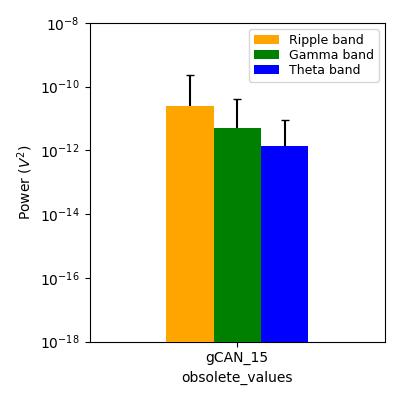 10⁻⁸
10⁻¹⁰
10⁻¹²
10⁻¹⁴
10⁻¹⁶
10⁻¹⁸
Power (V²)
Ripple band
Gamma band
Theta band
gCAN_15
obsolete_values